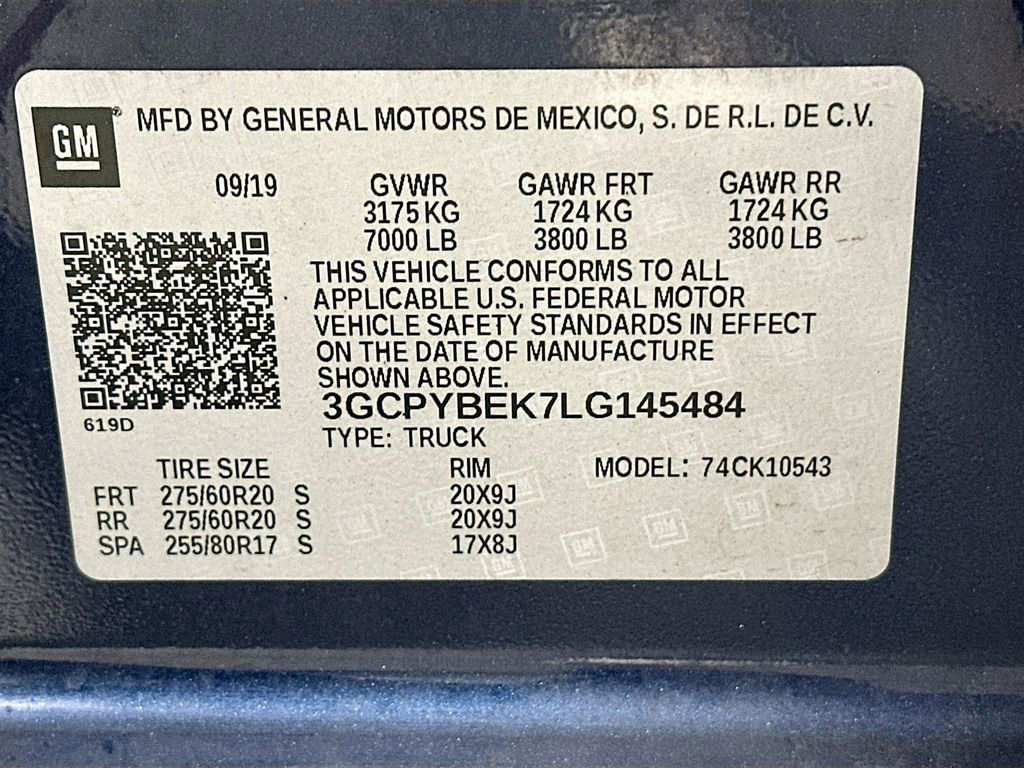 GM
MFD BY GENERAL MOTORS DE MEXICO, S. DE R.L. DE C.V.
09/19 GVWR GAWR FRT GAWR RR
3175 KG 1724 KG 1724 KG
7000 LB 3800 LB 3800 LB
THIS VEHICLE CONFORMS TO ALL
APPLICABLE U.S. FEDERAL MOTOR
VEHICLE SAFETY STANDARDS IN EFFECT
ON THE DATE OF MANUFACTURE
SHOWN ABOVE.
3GCPYBEK7LG145484
619D
TYPE: TRUCK
TIRE SIZE RIM MODEL: 74CK10543
FRT 275/60R20 S 20X9J
RR 275/60R20 S 20X9J
SPA 255/80R17 S 17X8J